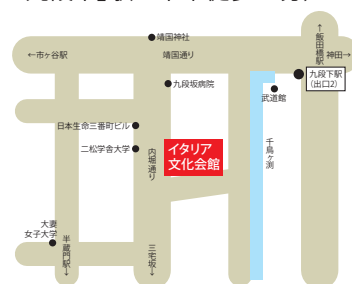 ↑飯田橋駅
靖国神社
←市ヶ谷駅
靖国通り
神田→
九段下駅
(出口2)
九段坂病院
武道館
日本生命三番町ビル
二松学舎大学
内堀通り
イタリア
文化会館
千鳥ヶ渕
大妻
女子大学
半蔵門駅→
三宅坂→